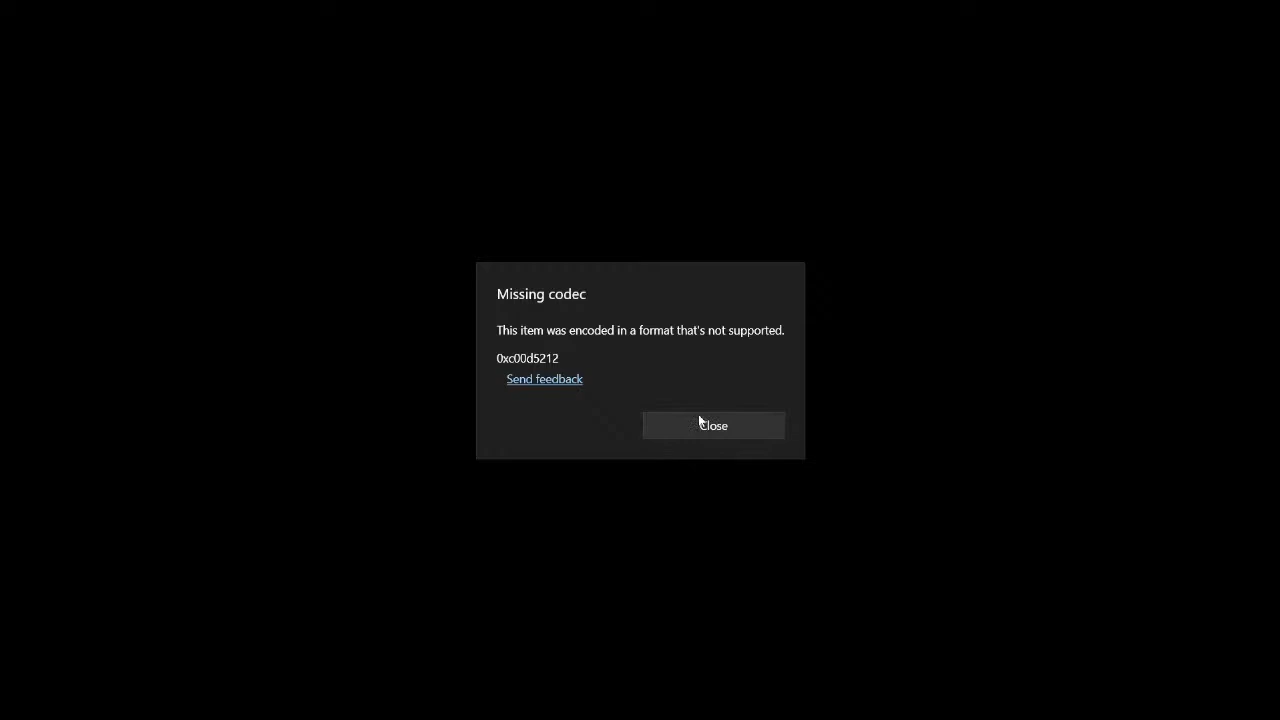 Missing codec
This item was encoded in a format that's not supported.
0xc00d5212
Send feedback
Close